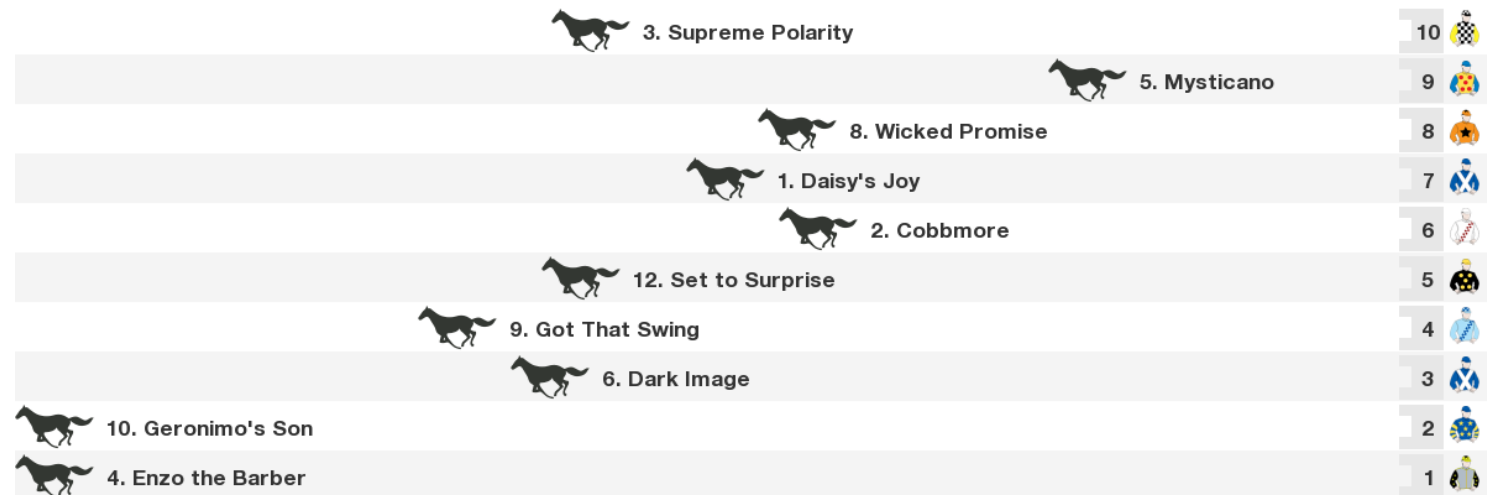 3. Supreme Polarity 10
5. Mysticano 9
8. Wicked Promise 8
1. Daisy's Joy 7
2. Cobbmore 6
12. Set to Surprise 5
9. Got That Swing 4
6. Dark Image 3
10. Geronimo's Son 2
4. Enzo the Barber 1